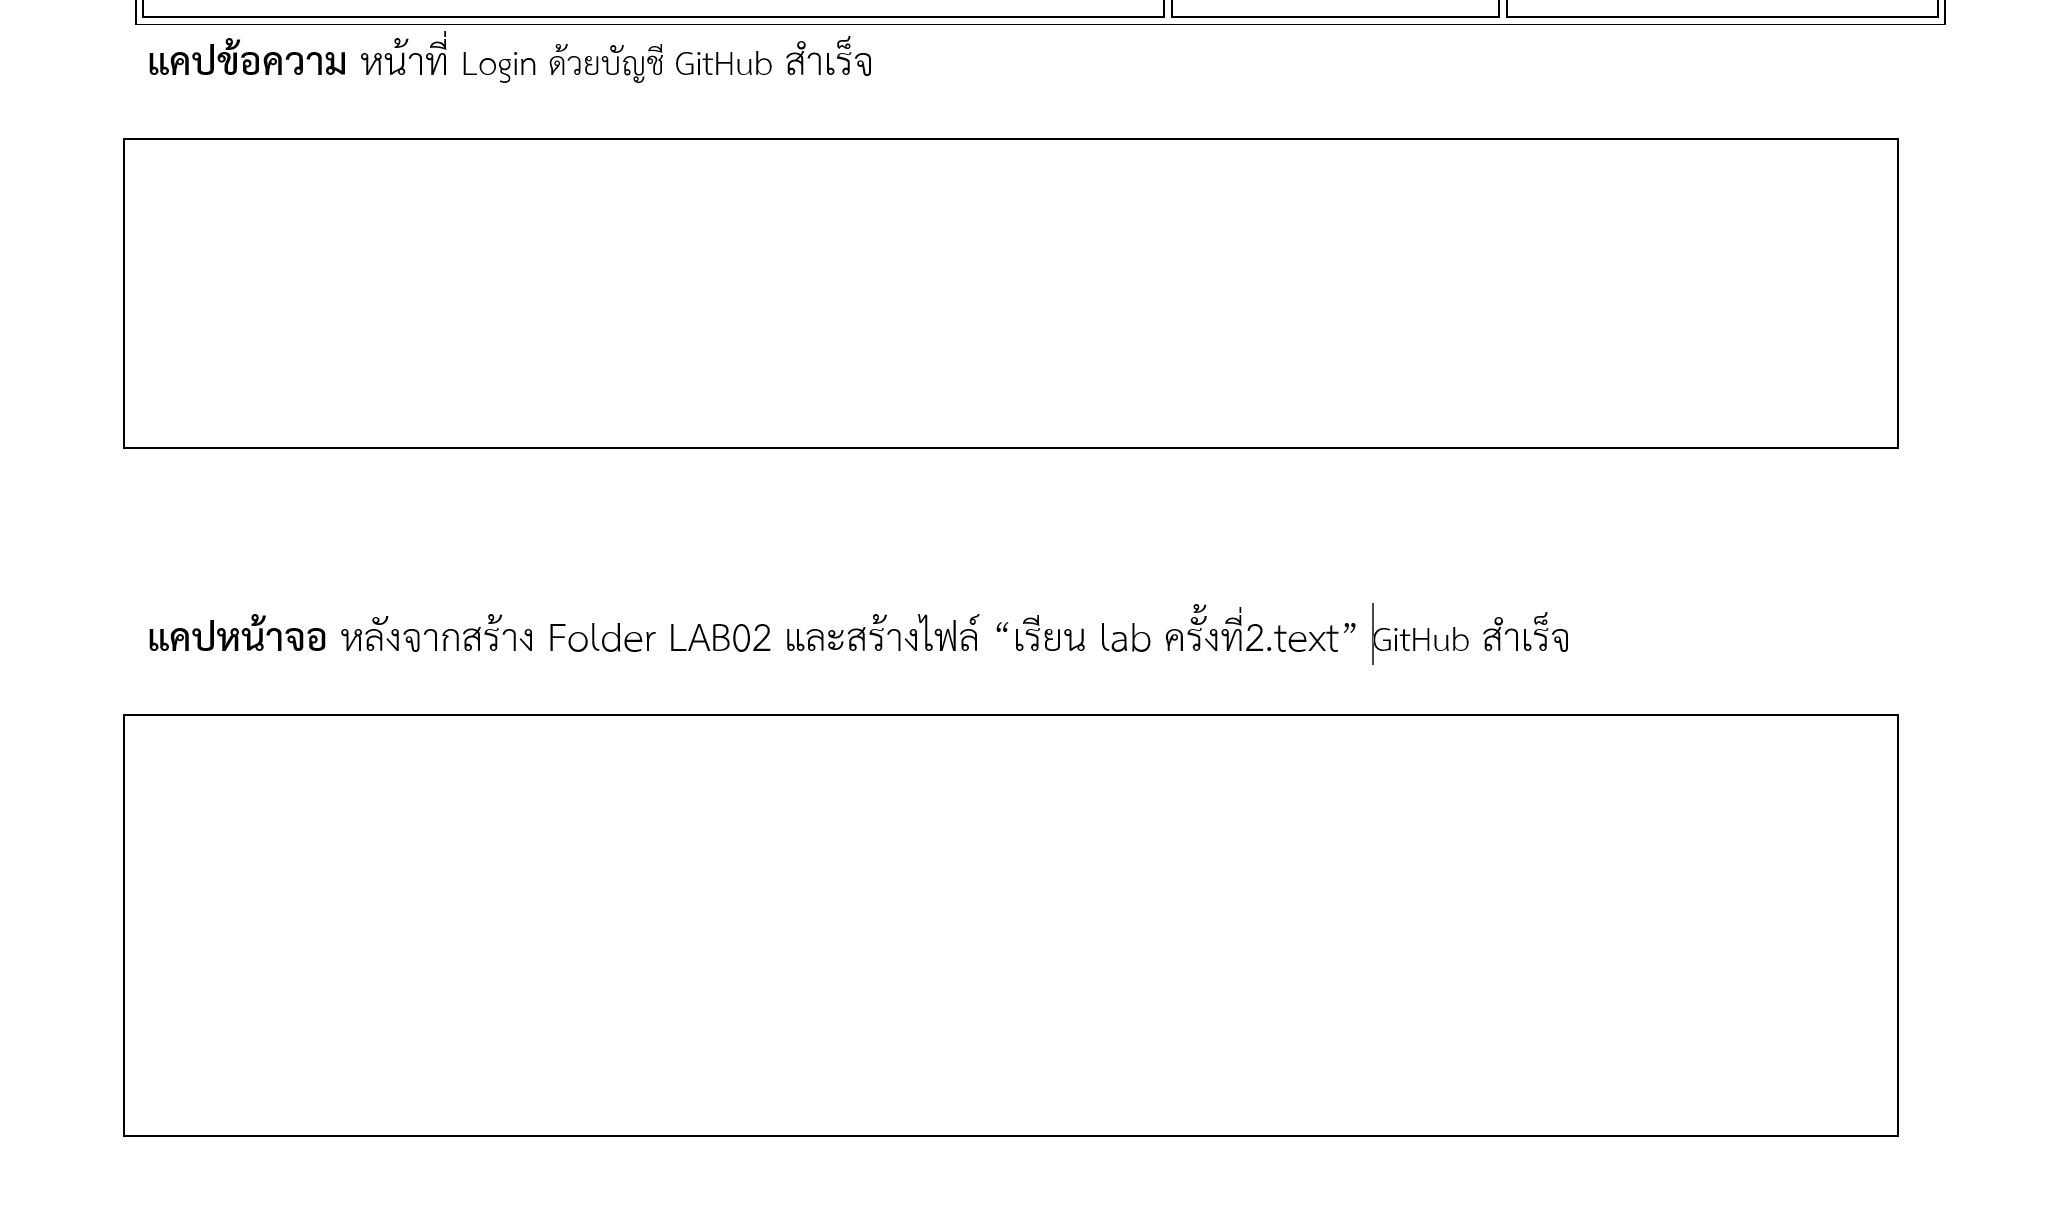 แคปข้อความ หน้าที่ Login ด้วยบัญชี GitHub สำเร็จ
แคปหน้าจอ หลังจากสร้าง Folder LAB02 และสร้างไฟล์ “เรียน lab ครั้งที่2.text” GitHub สำเร็จ